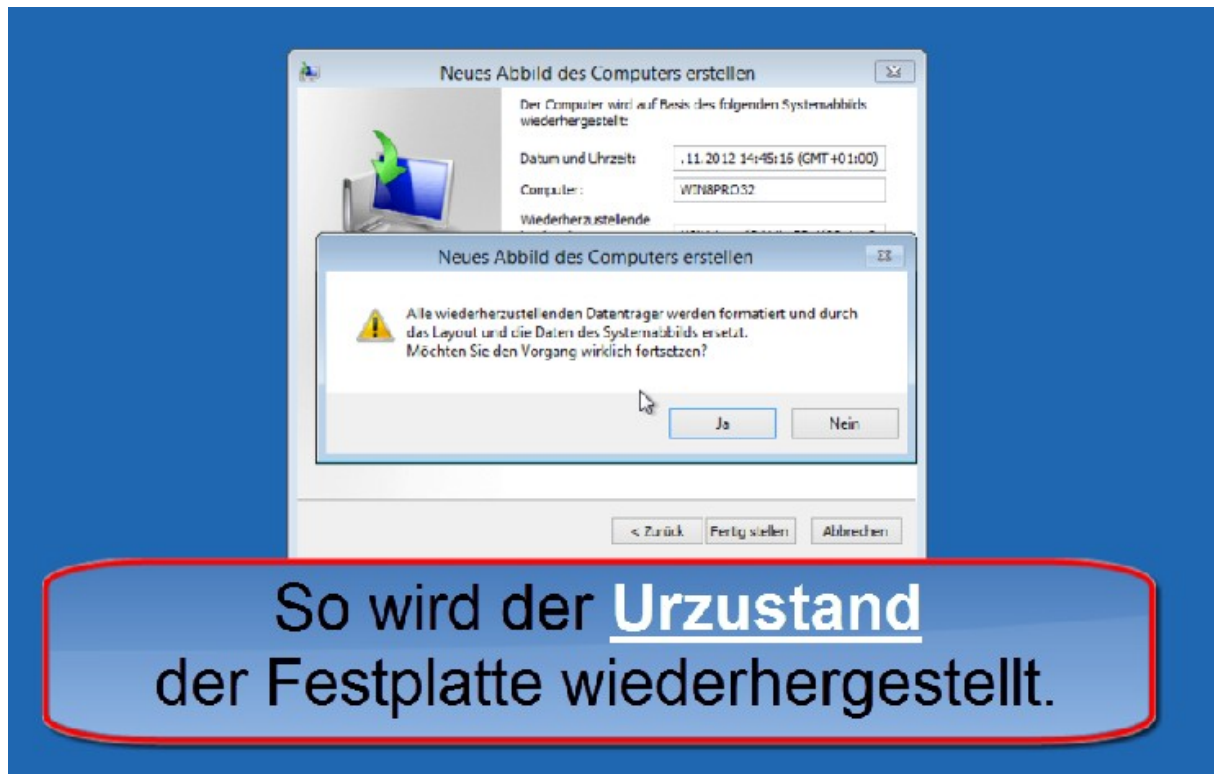 Neues Abbild des Computers erstellen
Der Computer wird auf Basis des folgenden Systemabbilds
wiederhergestellt:
Datum und Uhrzeit: .11.2012 14:45:16 (GMT+01:00)
Computer: WIN8PRO32
Wiederherzustellende
Neues Abbild des Computers erstellen
Alle wiederherzustellenden Datenträger werden formatiert und durch
das Layout und die Daten des Systemabbilds ersetzt.
Möchten Sie den Vorgang wirklich fortsetzen?
Ja Nein
< Zurück Fertig stellen Abbrechen
So wird der Urzustand
der Festplatte wiederhergestellt.